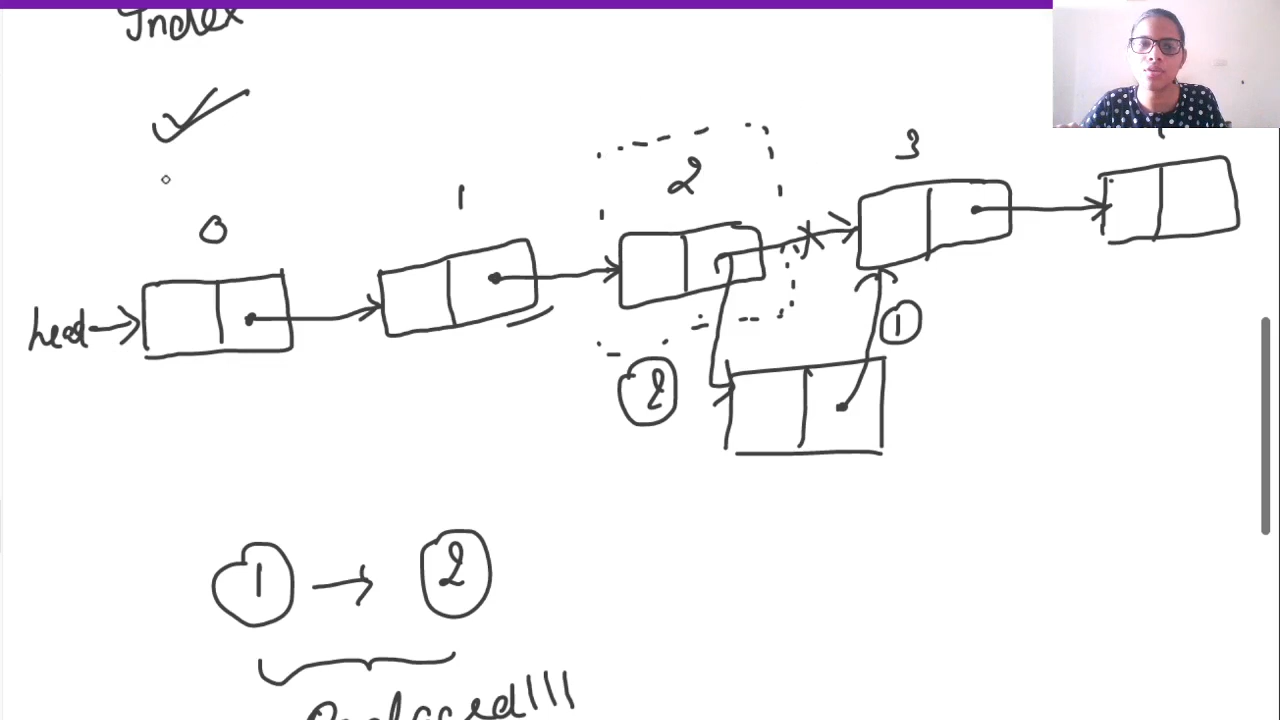 Index
0 1 2 3
head
①
②
① → ②